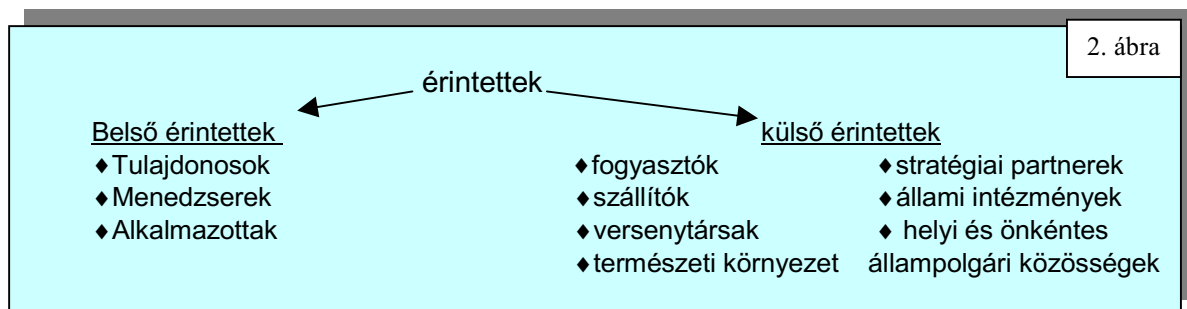 2. ábra
érintettek
Belső érintettek
♦Tulajdonosok
♦Menedzserek
♦Alkalmazottak
külső érintettek
♦fogyasztók
♦szállítók
♦versenytársak
♦természeti környezet
♦stratégiai partnerek
♦állami intézmények
♦ helyi és önkéntes
állampolgári közösségek